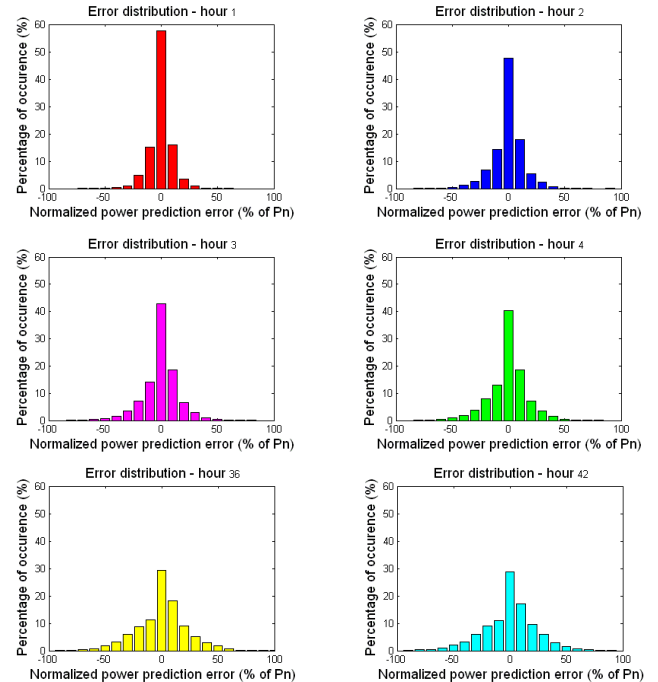 Error distribution - hour 1
Percentage of occurence (%)
60
50
40
30
20
10
0
-100 -50 0 50 100
Normalized power prediction error (% of Pn)
Error distribution - hour 2
Percentage of occurence (%)
60
50
40
30
20
10
0
-100 -50 0 50 100
Normalized power prediction error (% of Pn)
Error distribution - hour 3
Percentage of occurence (%)
60
50
40
30
20
10
0
-100 -50 0 50 100
Normalized power prediction error (% of Pn)
Error distribution - hour 4
Percentage of occurence (%)
60
50
40
30
20
10
0
-100 -50 0 50 100
Normalized power prediction error (% of Pn)
Error distribution - hour 36
Percentage of occurence (%)
60
50
40
30
20
10
0
-100 -50 0 50 100
Normalized power prediction error (% of Pn)
Error distribution - hour 42
Percentage of occurence (%)
60
50
40
30
20
10
0
-100 -50 0 50 100
Normalized power prediction error (% of Pn)